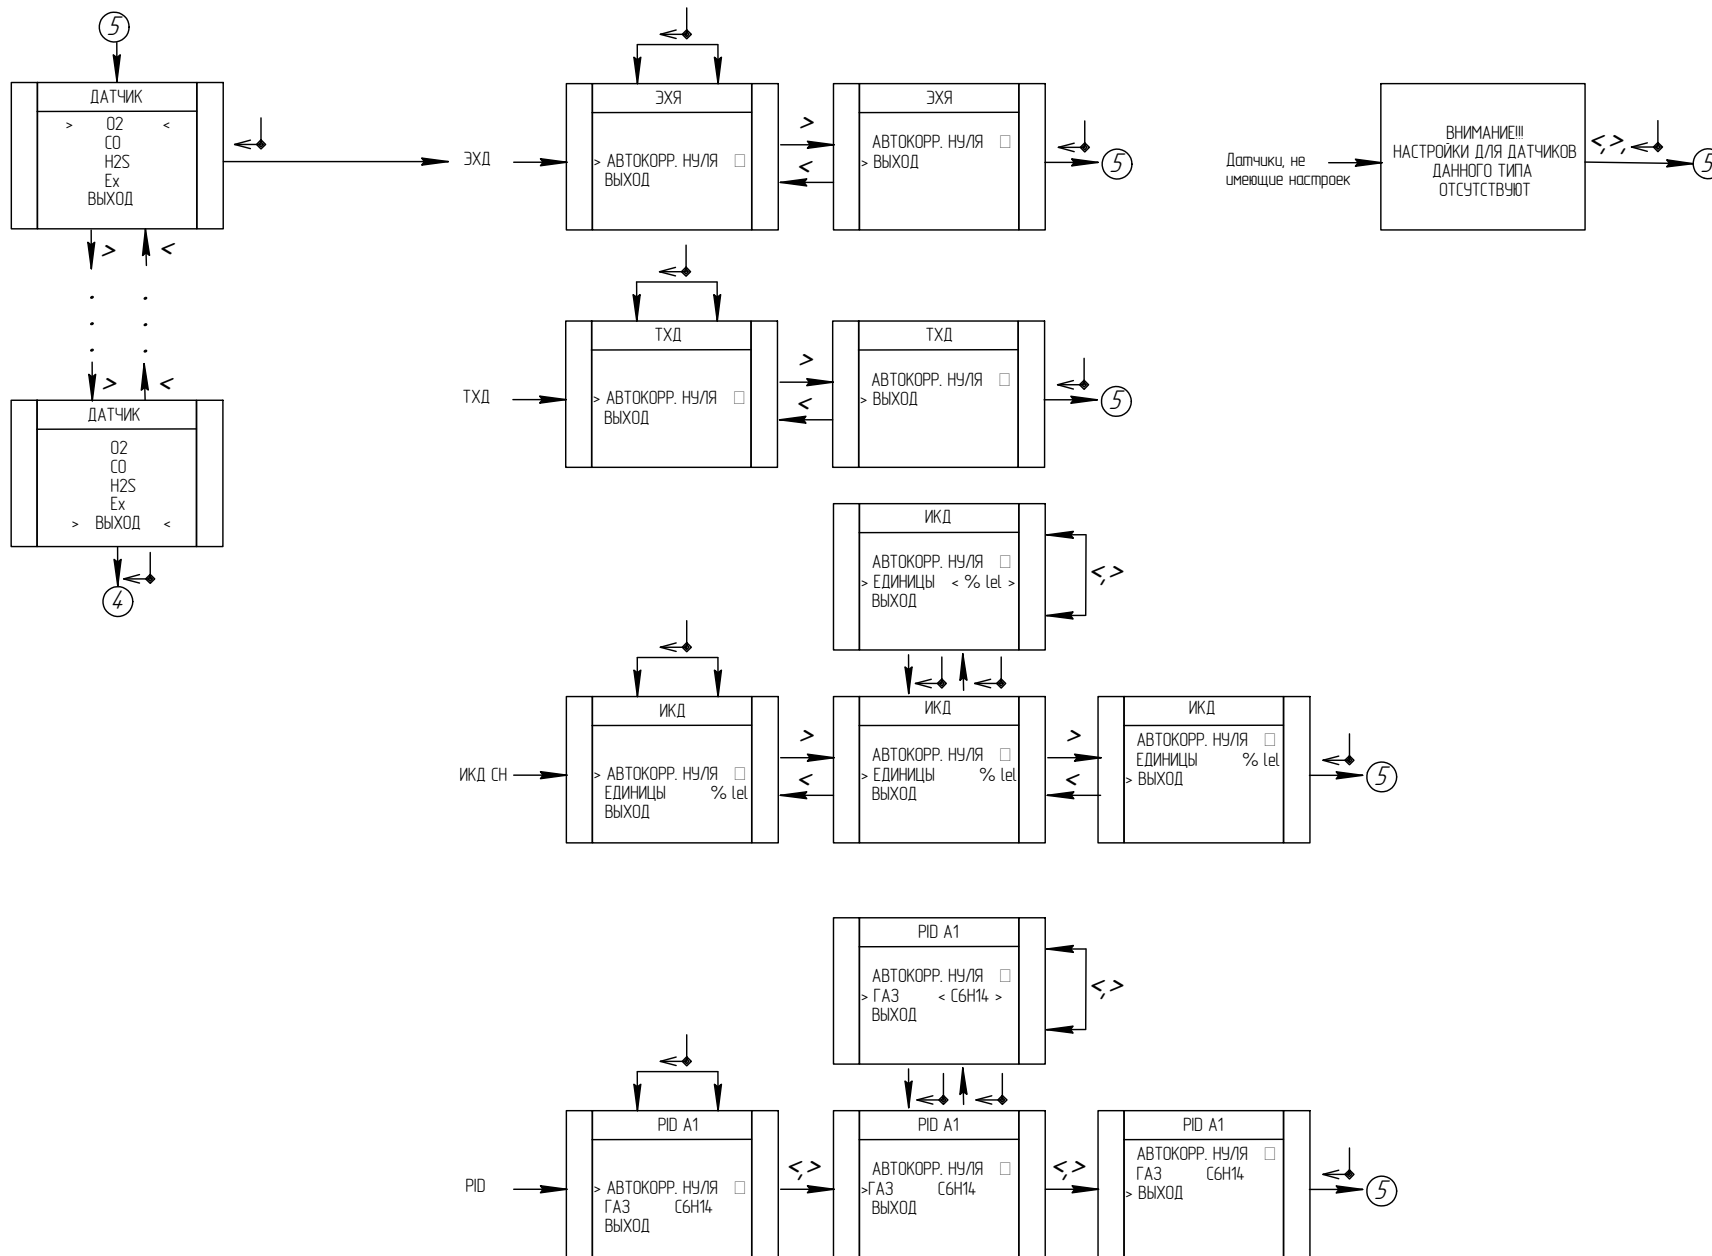 5
ДАТЧИК
> O2 <
CO
H2S
Ex
ВЫХОД
> <
> <
ДАТЧИК
O2
CO
H2S
Ex
> ВЫХОД <
4
ЭХД
ЭХЯ
> АВТОКОРР. НУЛЯ □
ВЫХОД
>
<
ЭХЯ
АВТОКОРР. НУЛЯ □
> ВЫХОД
5
Датчики, не
имеющие настроек
ВНИМАНИЕ!!!
НАСТРОЙКИ ДЛЯ ДАТЧИКОВ
ДАННОГО ТИПА
ОТСУТСТВУЮТ
<,>,
5
ТХД
ТХД
> АВТОКОРР. НУЛЯ □
ВЫХОД
>
<
ТХД
АВТОКОРР. НУЛЯ □
> ВЫХОД
5
ИКД
АВТОКОРР. НУЛЯ □
> ЕДИНИЦЫ < % lel >
ВЫХОД
<,>
ИКД CH
ИКД
> АВТОКОРР. НУЛЯ □
ЕДИНИЦЫ % lel
ВЫХОД
>
<
ИКД
АВТОКОРР. НУЛЯ □
> ЕДИНИЦЫ % lel
ВЫХОД
>
<
ИКД
АВТОКОРР. НУЛЯ □
ЕДИНИЦЫ % lel
> ВЫХОД
5
PID A1
АВТОКОРР. НУЛЯ □
> ГАЗ < C6H14 >
ВЫХОД
<,>
PID
PID A1
> АВТОКОРР. НУЛЯ □
ГАЗ C6H14
ВЫХОД
<,>
PID A1
АВТОКОРР. НУЛЯ □
>ГАЗ C6H14
ВЫХОД
<,>
PID A1
АВТОКОРР. НУЛЯ □
ГАЗ C6H14
> ВЫХОД
5